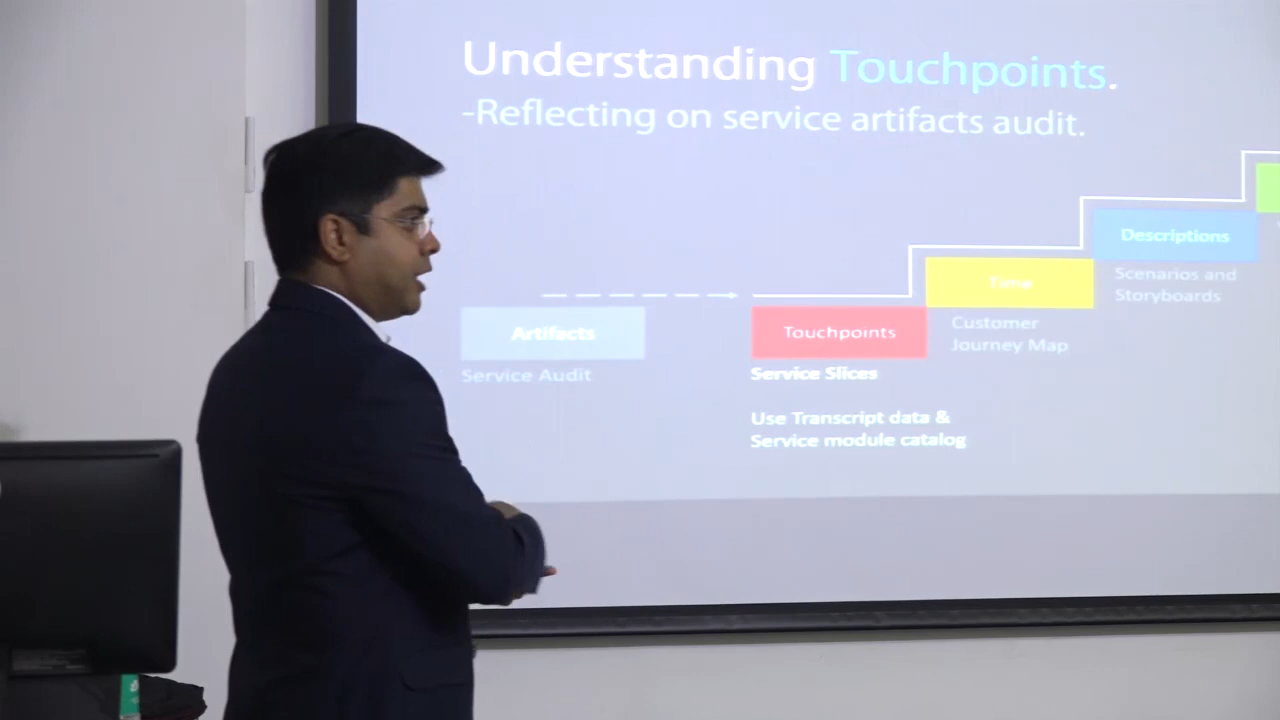 Understanding Touchpoints.
-Reflecting on service artifacts audit.
Artifacts
Service Audit
Touchpoints
Service Slices
Use Transcript data &
Service module catalog
Time
Customer
Journey Map
Descriptions
Scenarios and
Storyboards